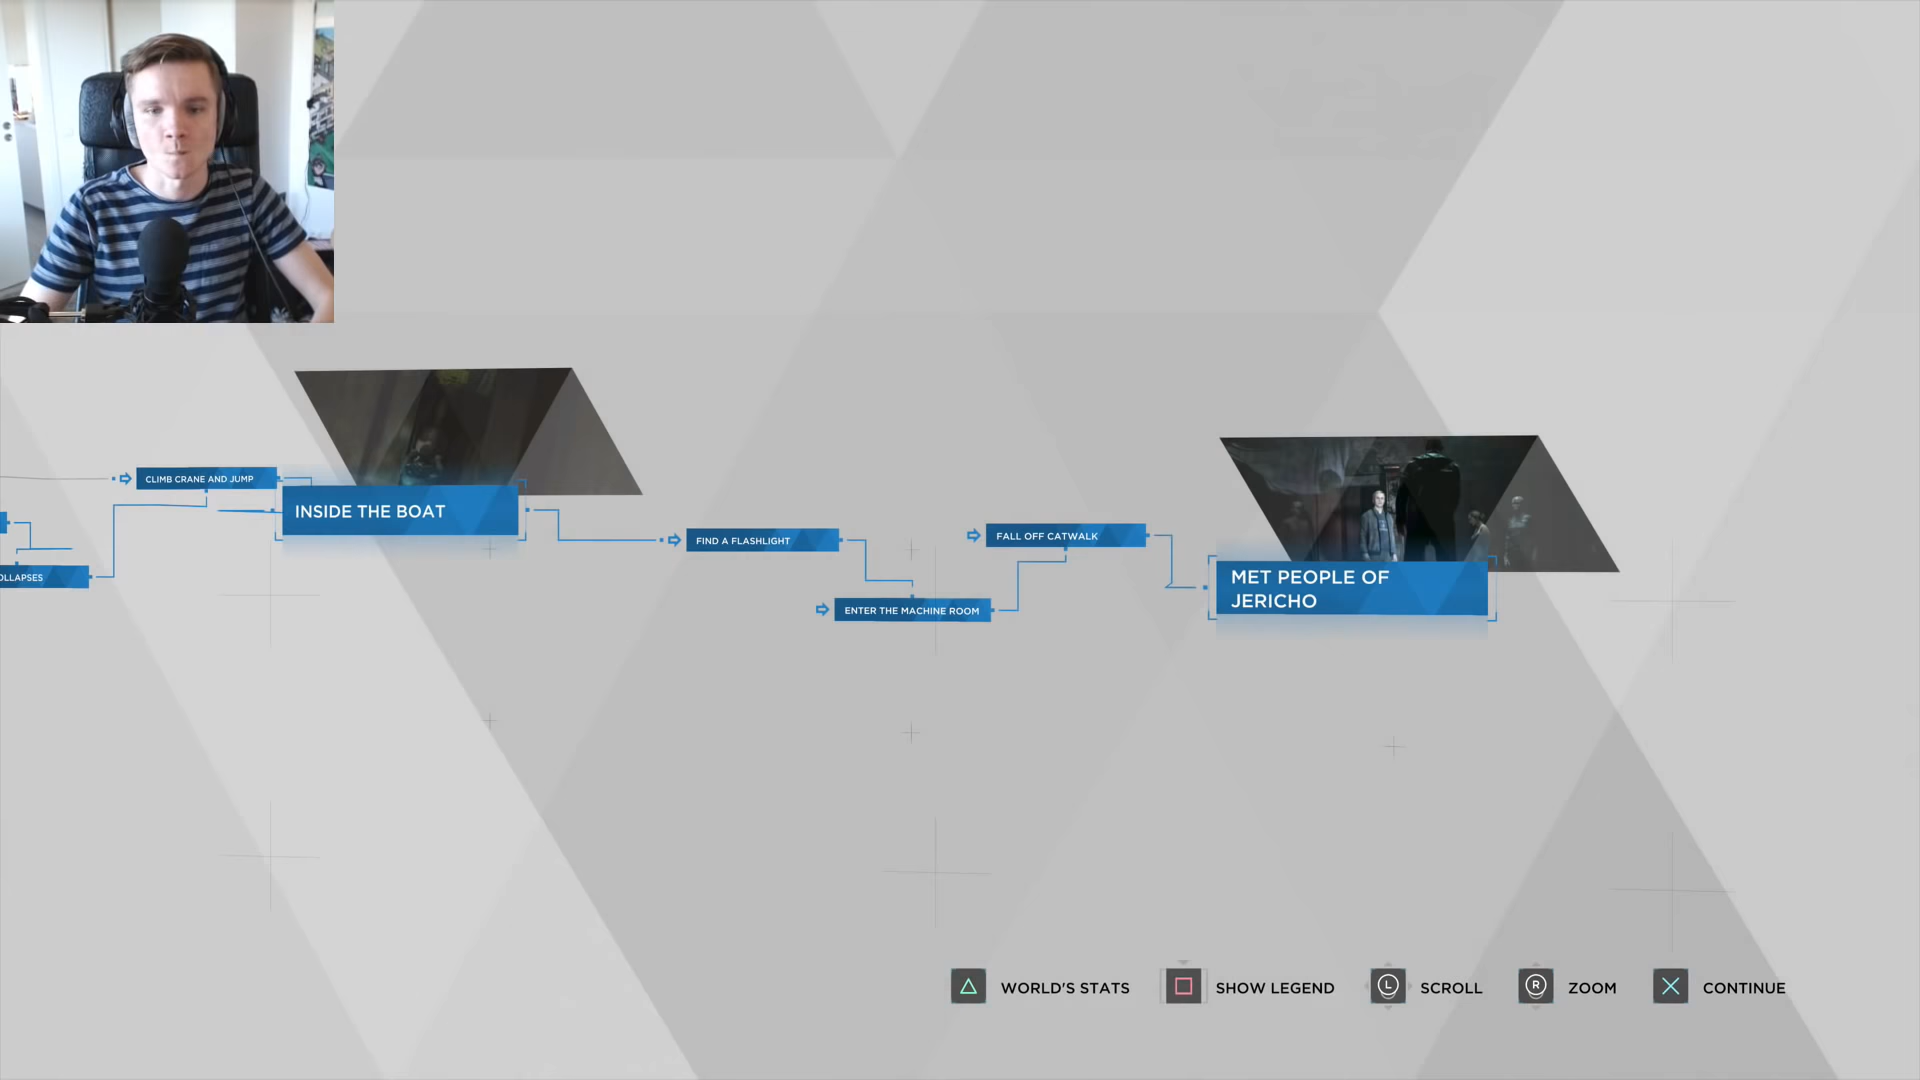 CLIMB CRANE AND JUMP
INSIDE THE BOAT
OLLAPSES
FIND A FLASHLIGHT
ENTER THE MACHINE ROOM
FALL OFF CATWALK
MET PEOPLE OF
JERICHO
WORLD'S STATS
SHOW LEGEND
L
SCROLL
R
ZOOM
CONTINUE